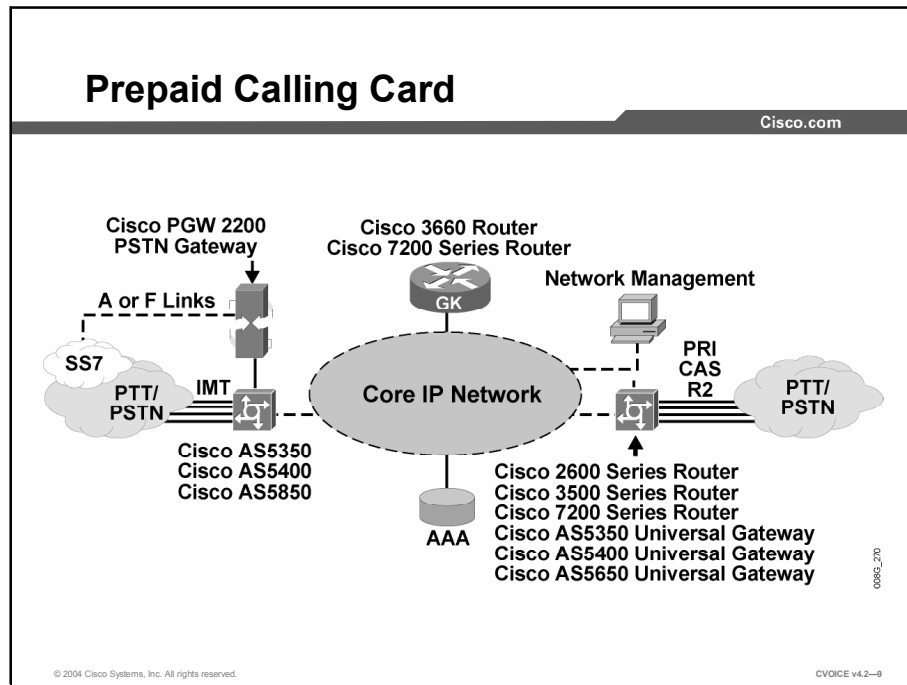 Prepaid Calling Card
Cisco.com
Cisco PGW 2200
PSTN Gateway
Cisco 3660 Router
Cisco 7200 Series Router
Network Management
A or F Links
GK
SS7
PTT/
PSTN
IMT
Core IP Network
PRI
CAS
R2
PTT/
PSTN
Cisco AS5350
Cisco AS5400
Cisco AS5850
AAA
Cisco 2600 Series Router
Cisco 3500 Series Router
Cisco 7200 Series Router
Cisco AS5350 Universal Gateway
Cisco AS5400 Universal Gateway
Cisco AS5650 Universal Gateway
008G_270
© 2004 Cisco Systems, Inc. All rights reserved.
CVOICE v4.2—9